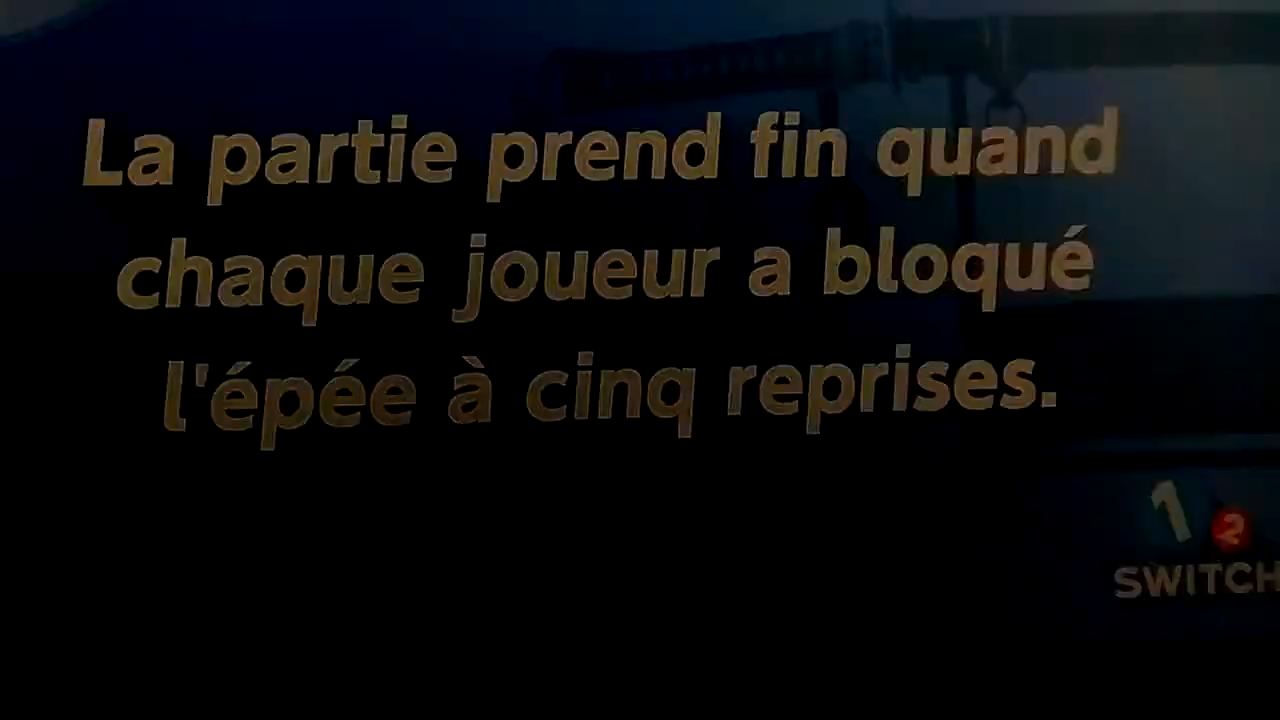 La partie prend fin quand
chaque joueur a bloqué
l'épée à cinq reprises.
1 2
SWITCH